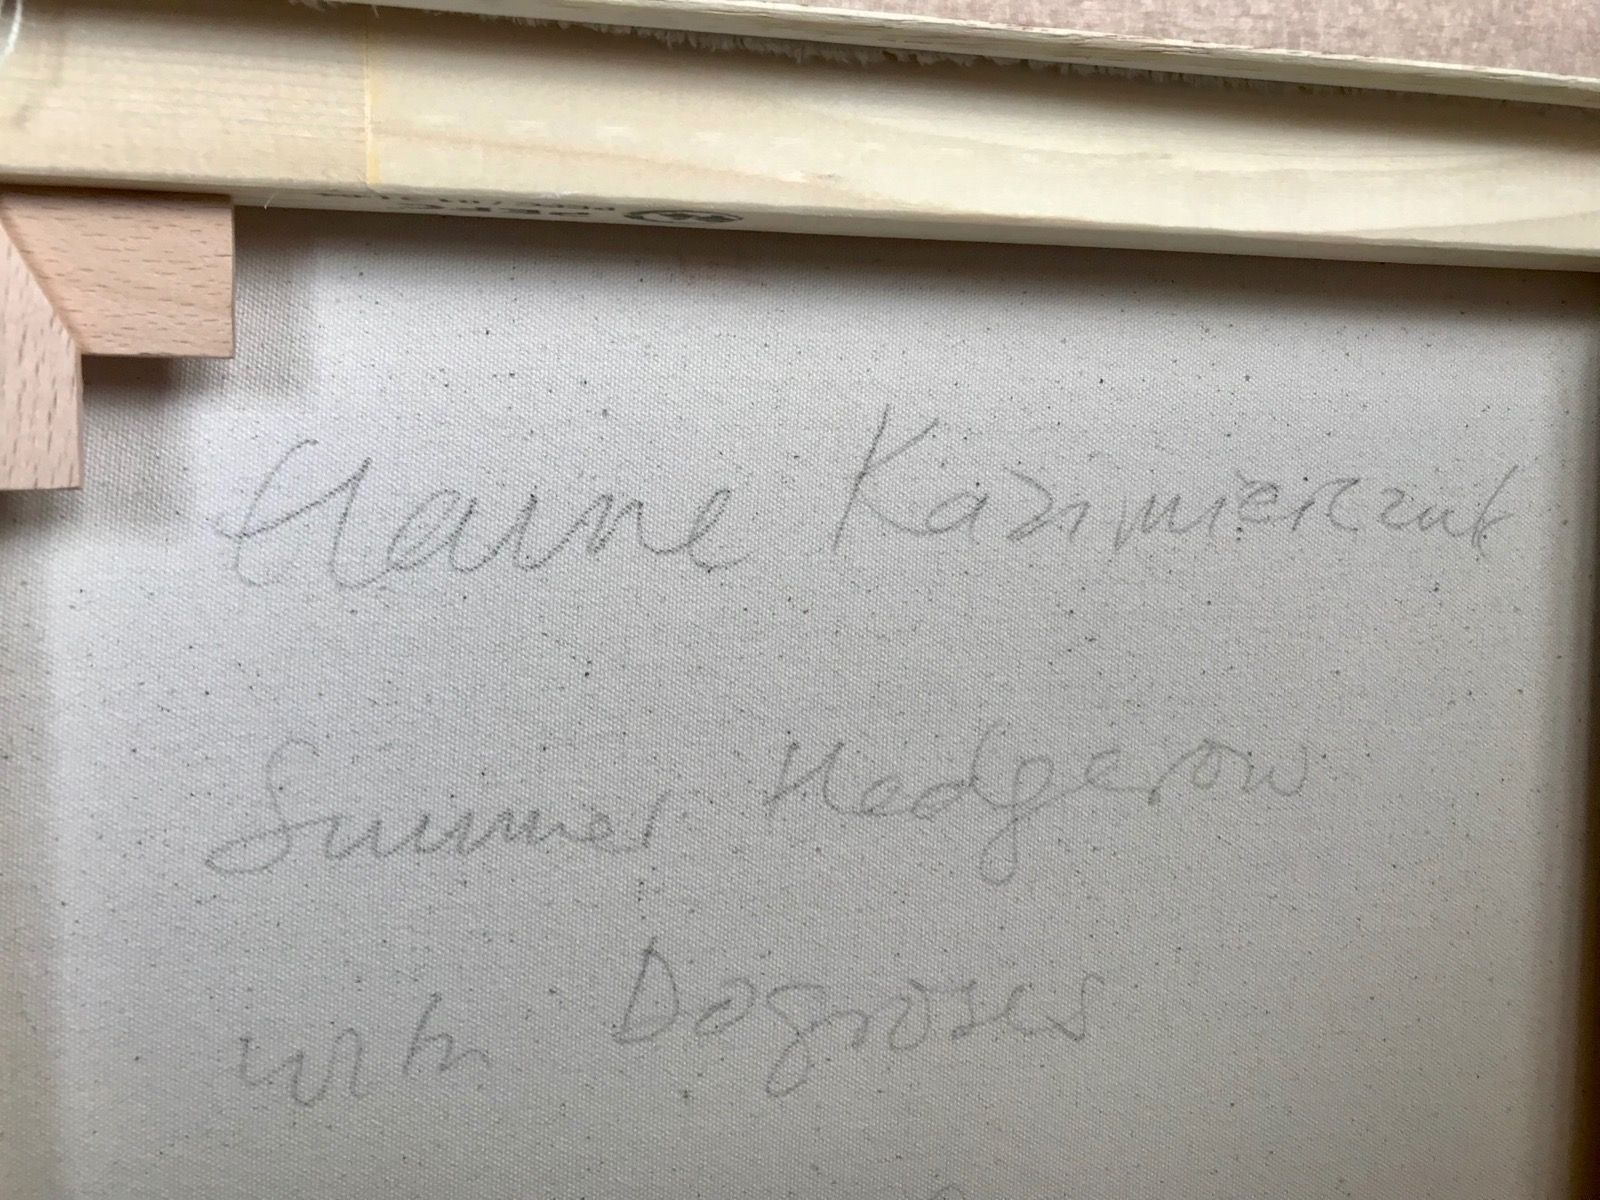 Elaine Kazimierczuk
Summer Hedgerow
with Dogroses